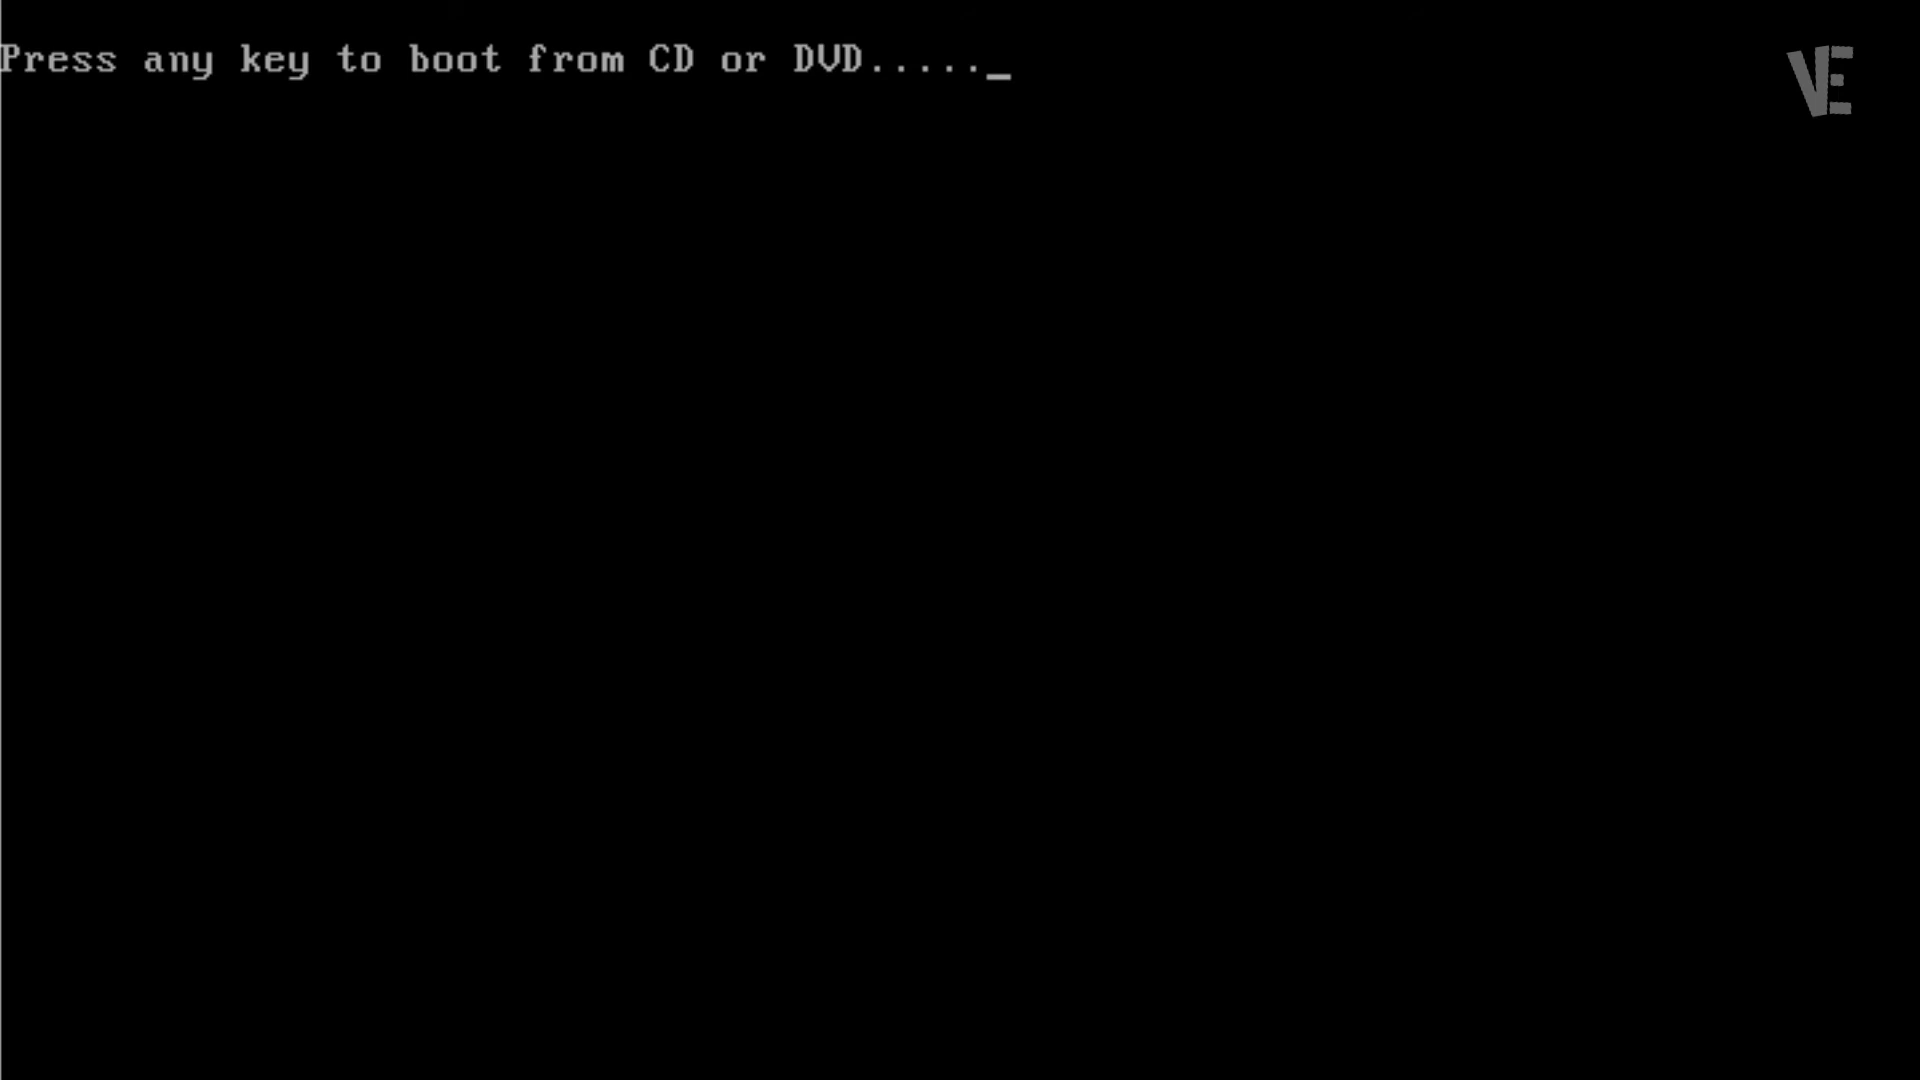 Press any key to boot from CD or DVD....._
VE